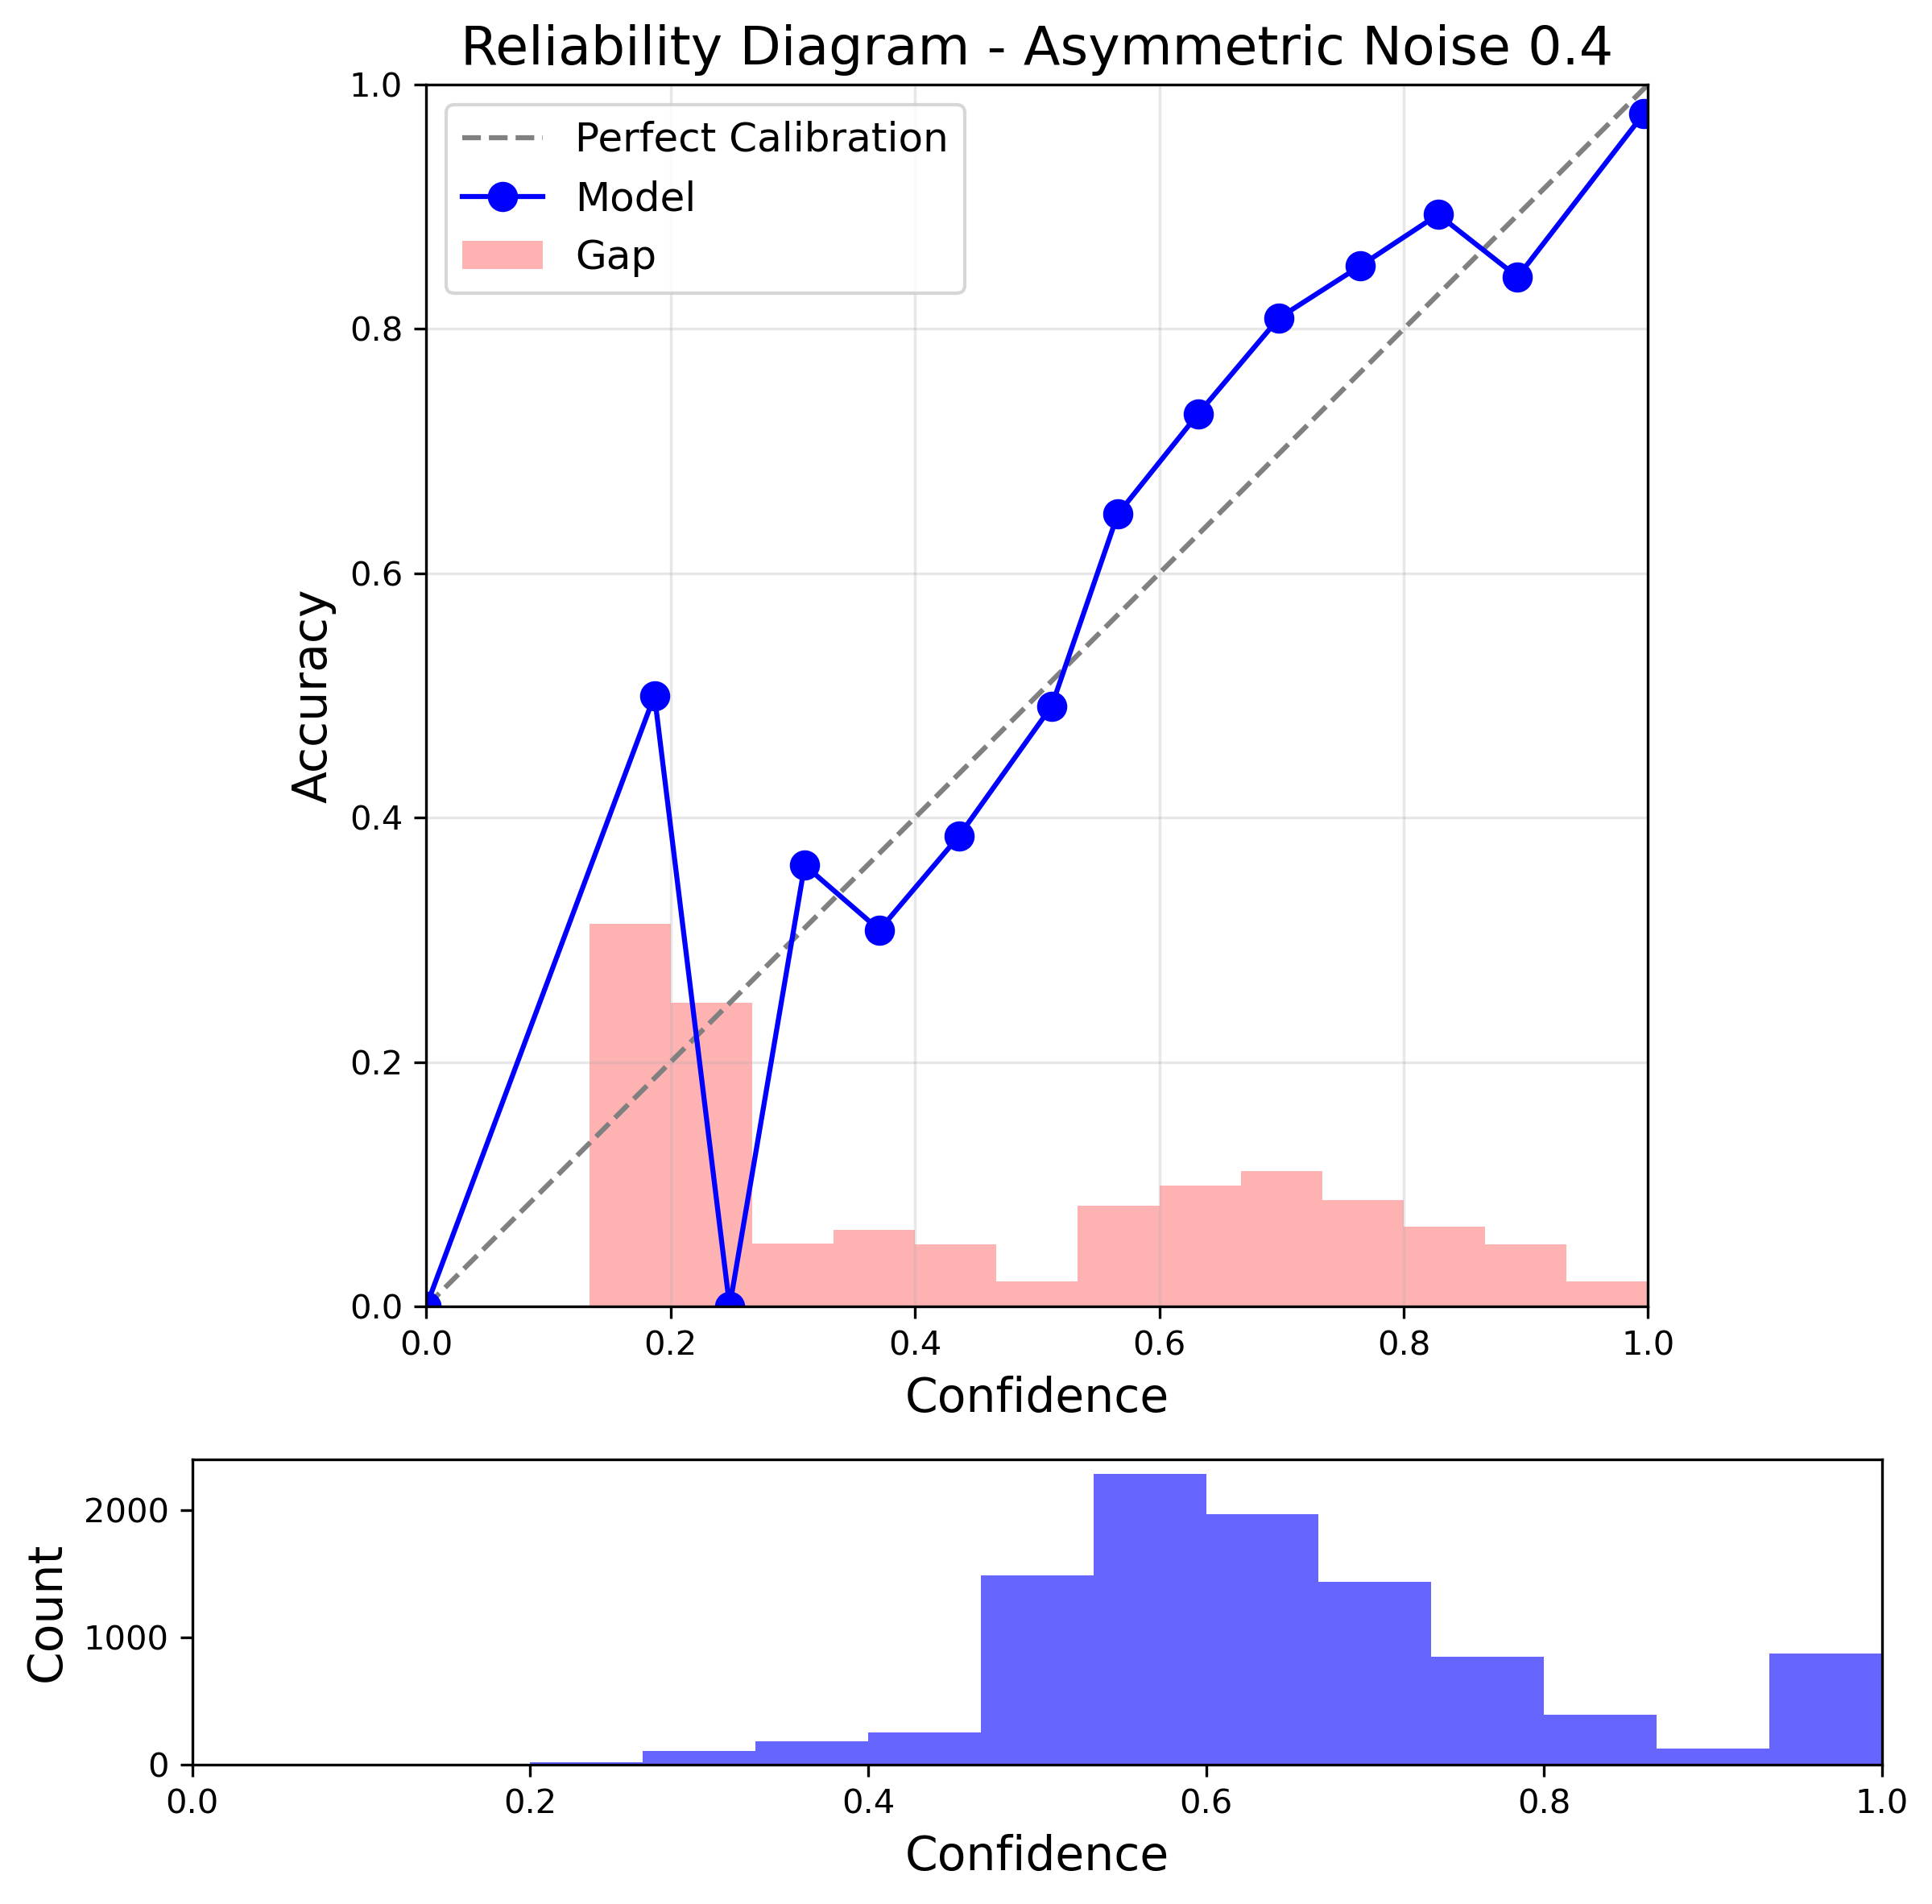 Reliability Diagram - Asymmetric Noise 0.4
1.0
Perfect Calibration
Model
Gap
0.8
0.6
Accuracy
0.4
0.2
0.0
0.0 0.2 0.4 0.6 0.8 1.0
Confidence
2000
Count
1000
0
0.0 0.2 0.4 0.6 0.8 1.0
Confidence